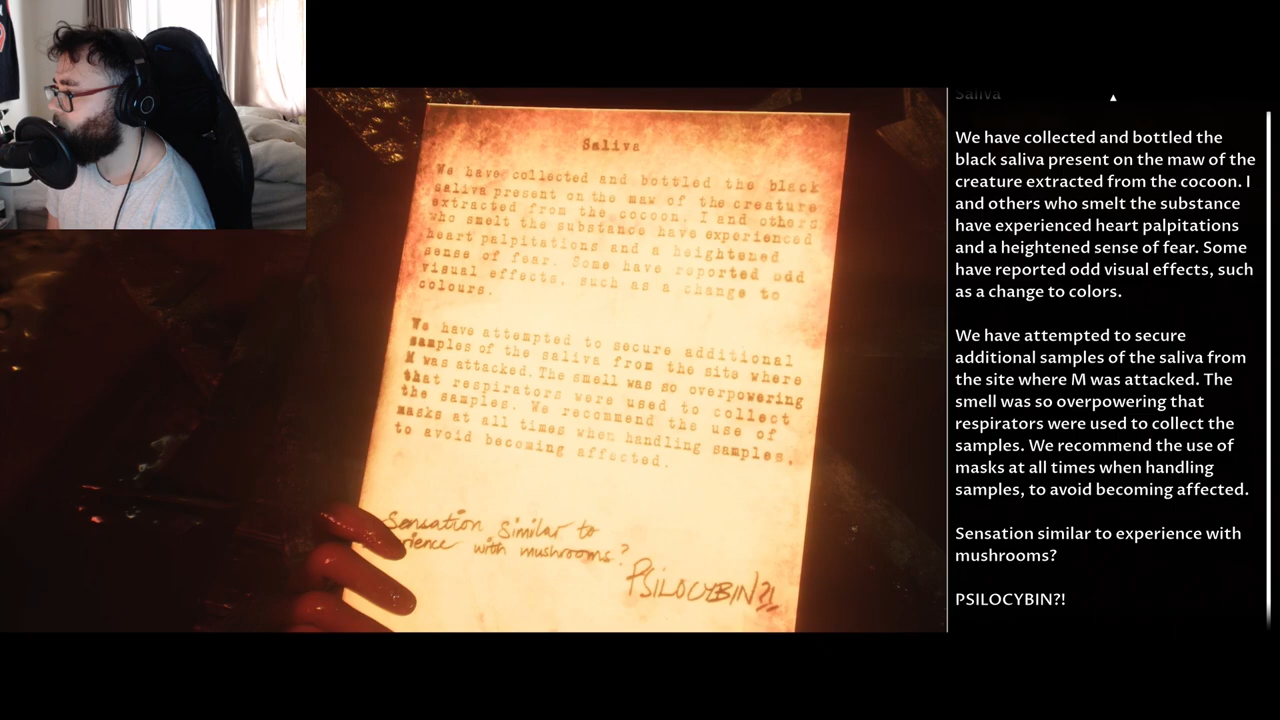 Saliva
We have collected and bottled the black
saliva present on the maw of the creature
extracted from the cocoon. I and others
who smelt the substance have experienced
heart palpitations and a heightened
sense of fear. Some have reported odd
visual effects, such as a change to
colours.
We have attempted to secure additional
samples of the saliva from the site where
M was attacked. The smell was so overpowering
that respirators were used to collect
the samples. We recommend the use of
masks at all times when handling samples,
to avoid becoming affected.
Sensation similar to
erience with mushrooms?
PSILOCYBIN?!
Saliva
We have collected and bottled the
black saliva present on the maw of the
creature extracted from the cocoon. I
and others who smelt the substance
have experienced heart palpitations
and a heightened sense of fear. Some
have reported odd visual effects, such
as a change to colors.
We have attempted to secure
additional samples of the saliva from
the site where M was attacked. The
smell was so overpowering that
respirators were used to collect the
samples. We recommend the use of
masks at all times when handling
samples, to avoid becoming affected.
Sensation similar to experience with
mushrooms?
PSILOCYBIN?!